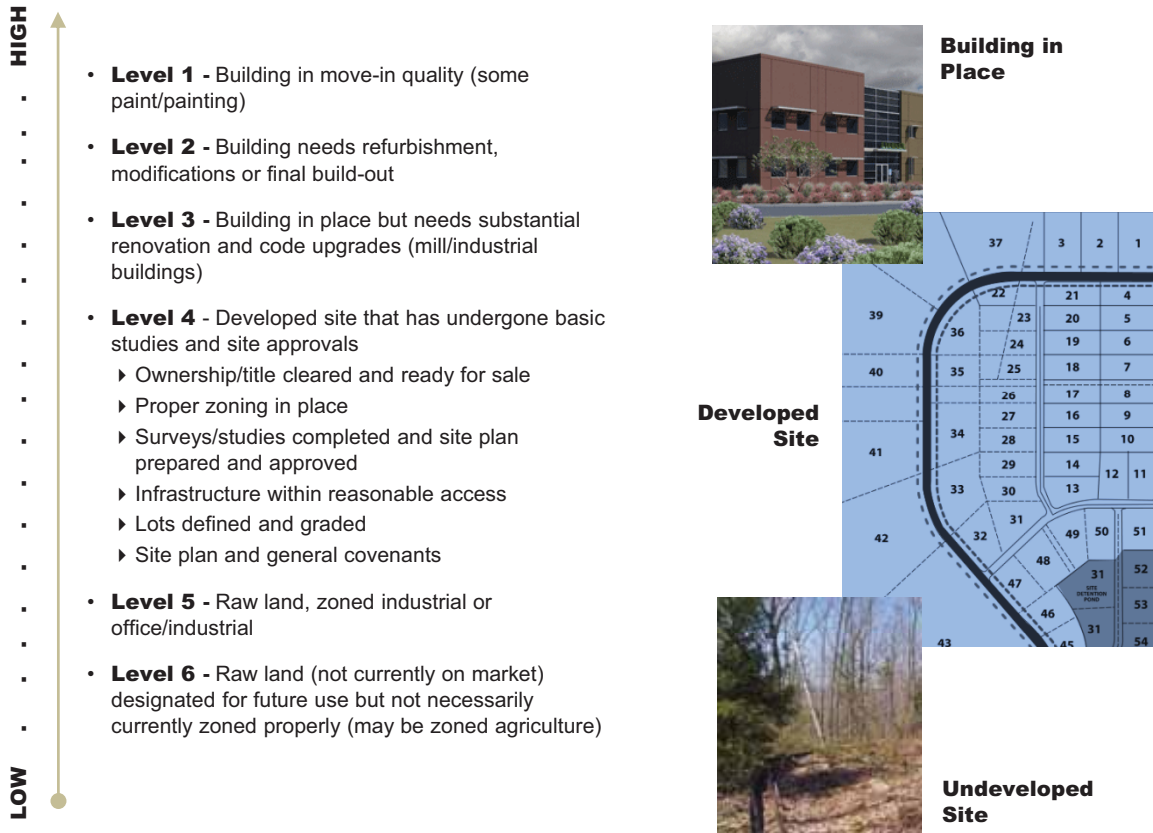 HIGH
• Level 1 - Building in move-in quality (some
paint/painting)
• Level 2 - Building needs refurbishment,
modifications or final build-out
• Level 3 - Building in place but needs substantial
renovation and code upgrades (mill/industrial
buildings)
• Level 4 - Developed site that has undergone basic
studies and site approvals
Ownership/title cleared and ready for sale
Proper zoning in place
Surveys/studies completed and site plan
prepared and approved
Infrastructure within reasonable access
Lots defined and graded
Site plan and general covenants
• Level 5 - Raw land, zoned industrial or
office/industrial
• Level 6 - Raw land (not currently on market)
designated for future use but not necessarily
currently zoned properly (may be zoned agriculture)
LOW
Building in
Place
Developed
Site
37 3 2 1
22 21 4
39 23 20 5
36 24 19 6
40 35 25 18 7
26 17 8
27 16 9
34 28 15 10
41 29 14 12 11
33 30 13
42 32 31 49 50 51
48 31 52
47 SITE
DETENTION
POND
46 53
31
43 45 54
Undeveloped
Site